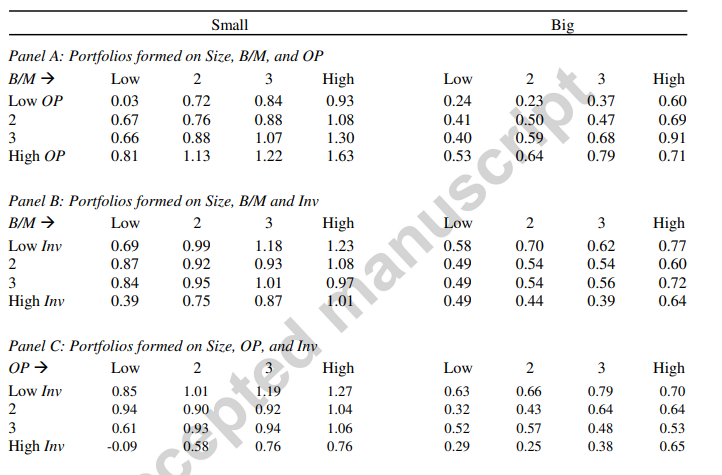 Small Big
Panel A: Portfolios formed on Size, B/M, and OP
B/M → Low 2 3 High Low 2 3 High
Low OP 0.03 0.72 0.84 0.93 0.24 0.23 0.37 0.60
2 0.67 0.76 0.88 1.08 0.41 0.50 0.47 0.69
3 0.66 0.88 1.07 1.30 0.40 0.59 0.68 0.91
High OP 0.81 1.13 1.22 1.63 0.53 0.64 0.79 0.71
Panel B: Portfolios formed on Size, B/M and Inv
B/M → Low 2 3 High Low 2 3 High
Low Inv 0.69 0.99 1.18 1.23 0.58 0.70 0.62 0.77
2 0.87 0.92 0.93 1.08 0.49 0.54 0.54 0.60
3 0.84 0.95 1.01 0.97 0.49 0.54 0.56 0.72
High Inv 0.39 0.75 0.87 1.01 0.49 0.44 0.39 0.64
Panel C: Portfolios formed on Size, OP, and Inv
OP → Low 2 3 High Low 2 3 High
Low Inv 0.85 1.01 1.19 1.27 0.63 0.66 0.79 0.70
2 0.94 0.90 0.92 1.04 0.32 0.43 0.64 0.64
3 0.61 0.93 0.94 1.06 0.52 0.57 0.48 0.53
High Inv -0.09 0.58 0.76 0.76 0.29 0.25 0.38 0.65
cepted manuscript